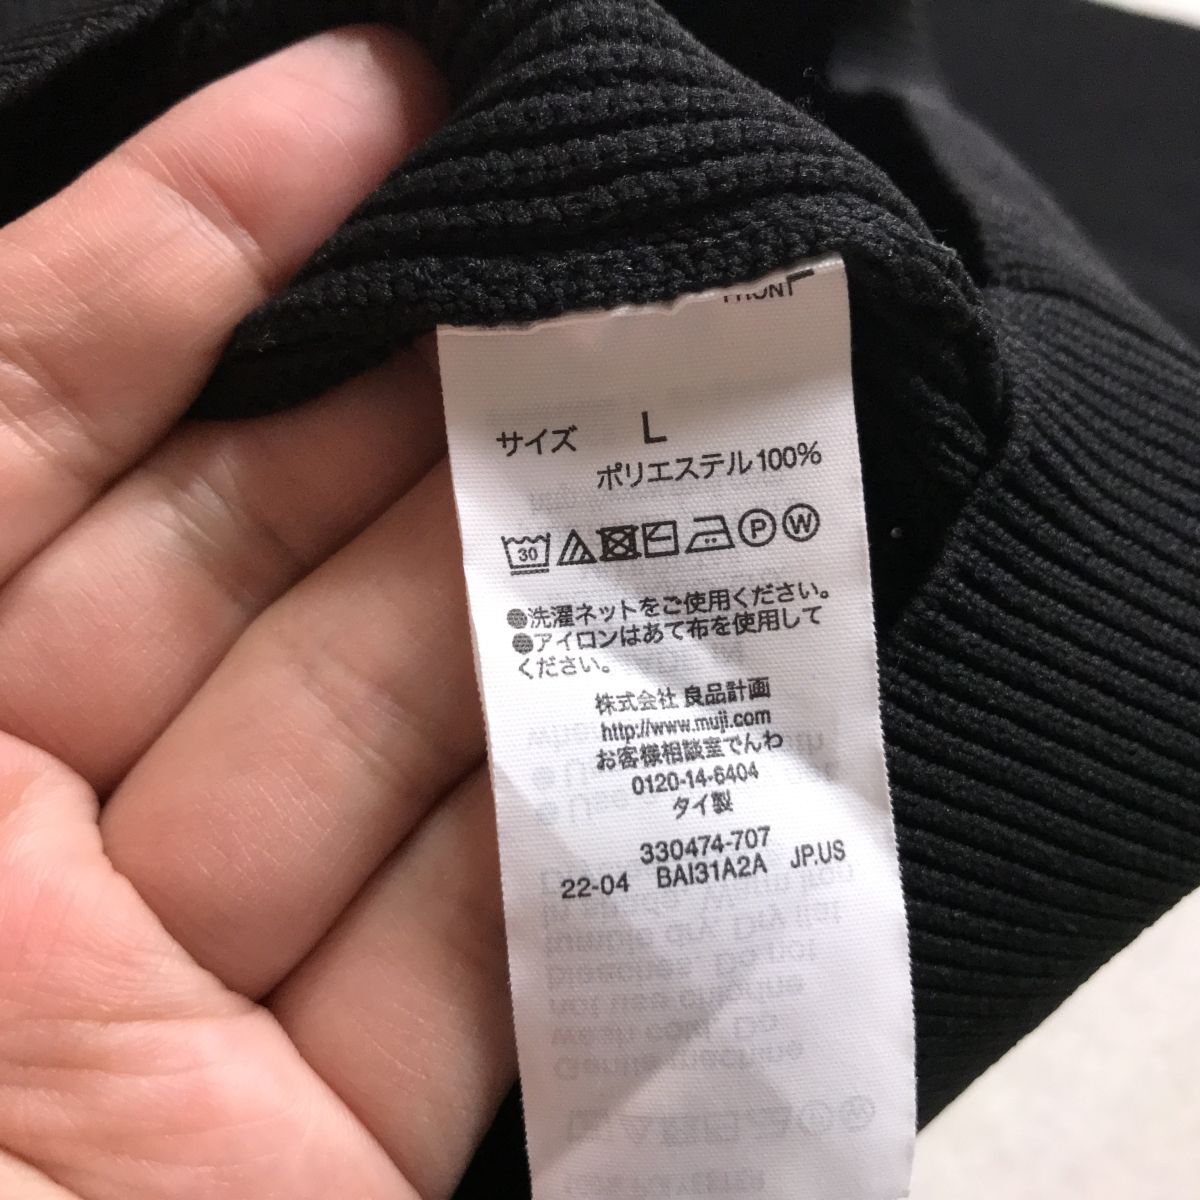 サイズ L
ポリエステル100%
30 P W
●洗濯ネットをご使用ください。
●アイロンはあて布を使用して
ください。
株式会社 良品計画
http://www.muji.com
お客様相談室でんわ
0120-14-6404
タイ製
330474-707
22-04 BAI31A2A JP.US